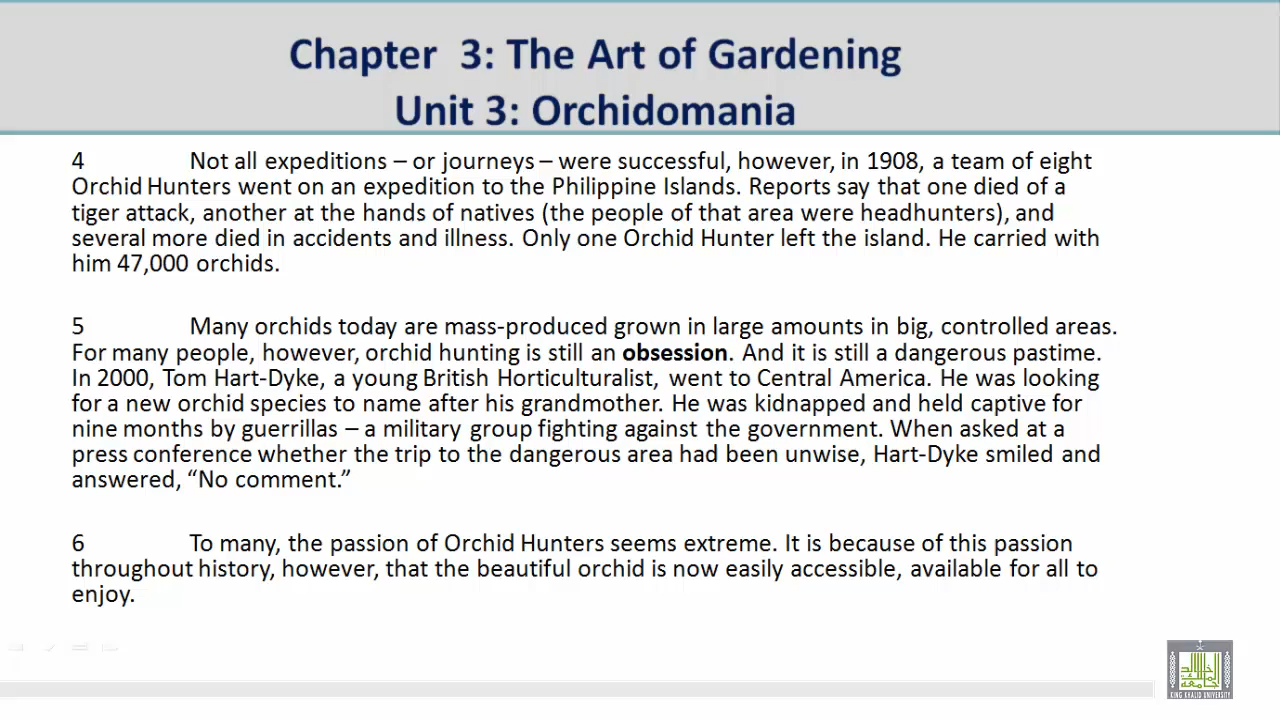 Chapter 3: The Art of Gardening
Unit 3: Orchidomania
4 Not all expeditions – or journeys – were successful, however, in 1908, a team of eight
Orchid Hunters went on an expedition to the Philippine Islands. Reports say that one died of a
tiger attack, another at the hands of natives (the people of that area were headhunters), and
several more died in accidents and illness. Only one Orchid Hunter left the island. He carried with
him 47,000 orchids.
5 Many orchids today are mass-produced grown in large amounts in big, controlled areas.
For many people, however, orchid hunting is still an obsession. And it is still a dangerous pastime.
In 2000, Tom Hart-Dyke, a young British Horticulturalist, went to Central America. He was looking
for a new orchid species to name after his grandmother. He was kidnapped and held captive for
nine months by guerrillas – a military group fighting against the government. When asked at a
press conference whether the trip to the dangerous area had been unwise, Hart-Dyke smiled and
answered, “No comment.”
6 To many, the passion of Orchid Hunters seems extreme. It is because of this passion
throughout history, however, that the beautiful orchid is now easily accessible, available for all to
enjoy.
KING KHALID UNIVERSITY